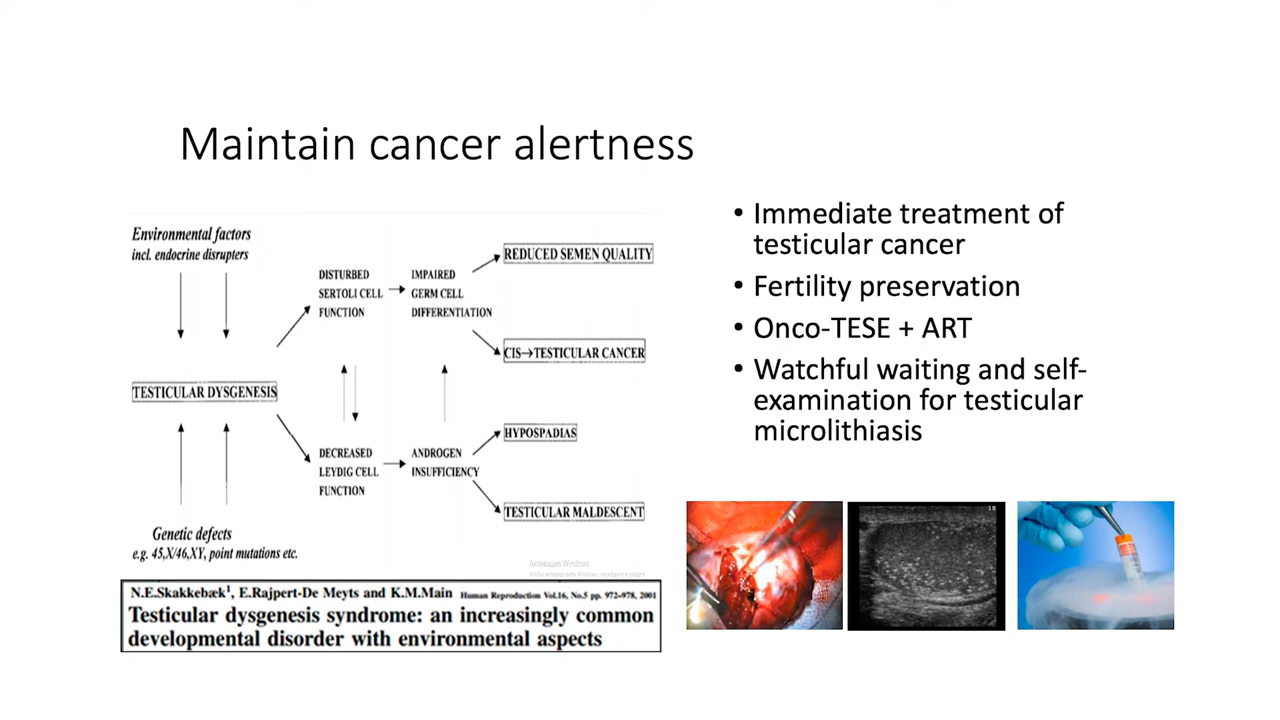 Maintain cancer alertness
Environmental factors
incl. endocrine disrupters
TESTICULAR DYSGENESIS
Genetic defects
e.g. 45,X/46,XY, point mutations etc.
DISTURBED
SERTOLI CELL
FUNCTION
IMPAIRED
GERM CELL
DIFFERENTIATION
REDUCED SEMEN QUALITY
CIS→TESTICULAR CANCER
DECREASED
LEYDIG CELL
FUNCTION
ANDROGEN
INSUFFICIENCY
HYPOSPADIAS
TESTICULAR MALDESCENT
Активация Windows
N.E.Skakkebæk¹, E.Rajpert-De Meyts and K.M.Main Human Reproduction Vol.16, No.5 pp. 972–978, 2001
Testicular dysgenesis syndrome: an increasingly common
developmental disorder with environmental aspects
• Immediate treatment of
testicular cancer
• Fertility preservation
• Onco-TESE + ART
• Watchful waiting and self-
examination for testicular
microlithiasis